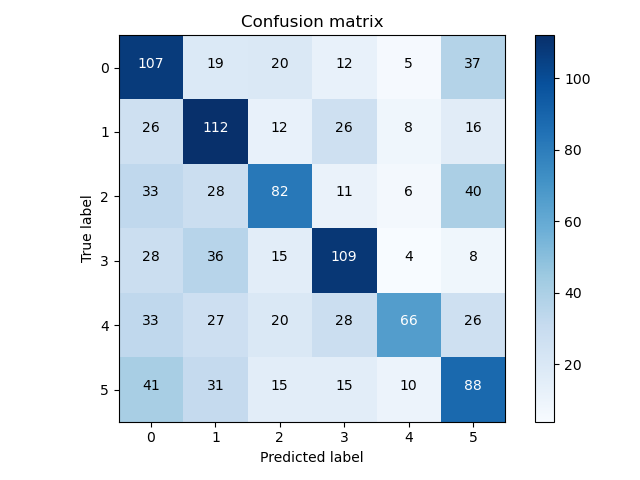 Confusion matrix
True label
0 107 19 20 12 5 37
1 26 112 12 26 8 16
2 33 28 82 11 6 40
3 28 36 15 109 4 8
4 33 27 20 28 66 26
5 41 31 15 15 10 88
0 1 2 3 4 5
Predicted label
100
80
60
40
20